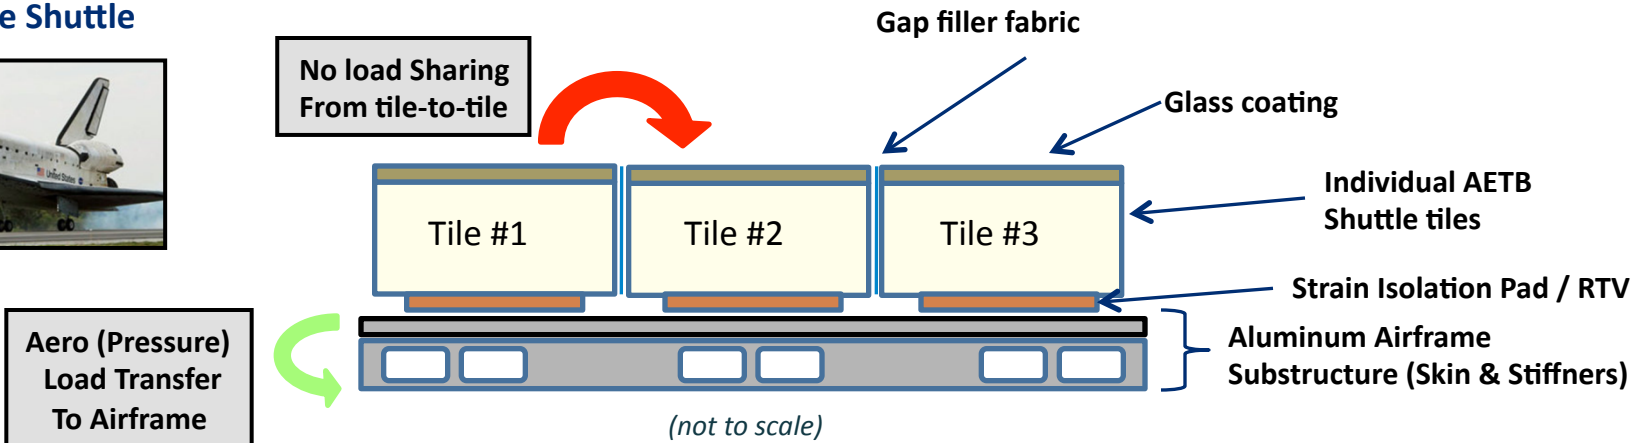 e Shuttle
United States
Gap filler fabric
No load Sharing
From tile-to-tile
Glass coating
Individual AETB
Shuttle tiles
Tile #1
Tile #2
Tile #3
Strain Isolation Pad / RTV
Aero (Pressure)
Load Transfer
To Airframe
Aluminum Airframe
Substructure (Skin & Stiffners)
(not to scale)